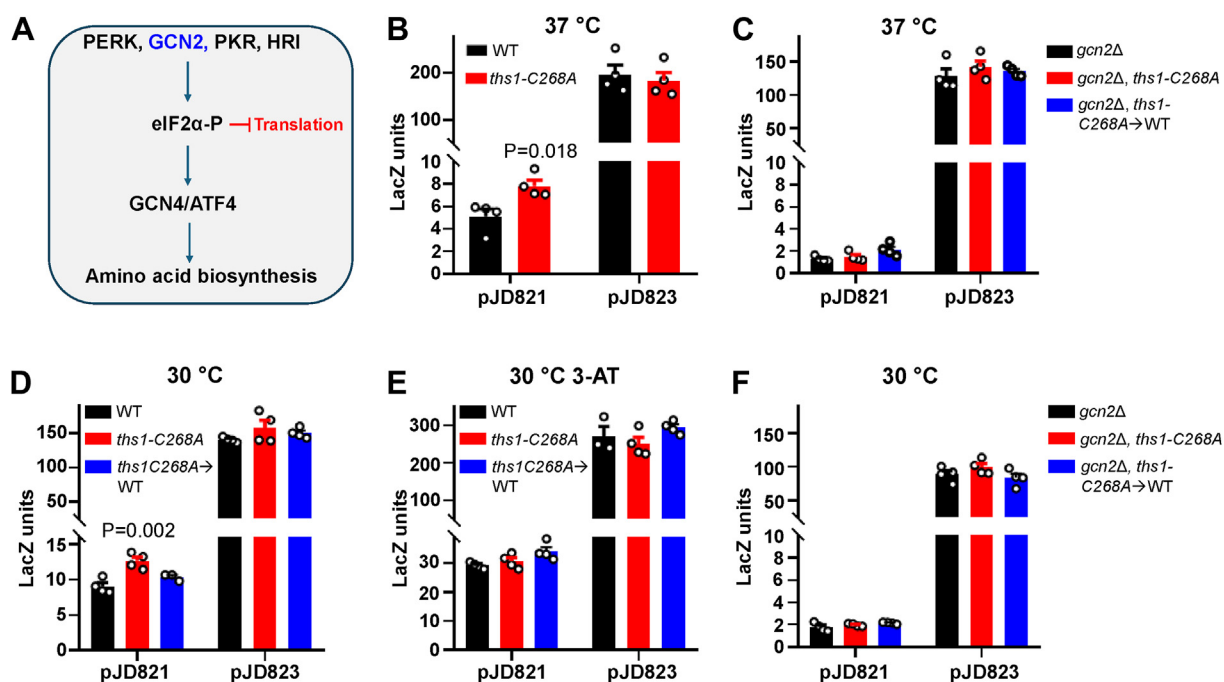 A
PERK, GCN2, PKR, HRI
eIF2α-P
Translation
GCN4/ATF4
Amino acid biosynthesis
B
37 °C
WT
ths1-C268A
LacZ units
200
150
100
10
8
6
4
2
0
P=0.018
pJD821
pJD823
C
37 °C
gcn2Δ
gcn2Δ, ths1-C268A
gcn2Δ, ths1-
C268A→WT
LacZ units
150
100
50
10
8
6
4
2
0
pJD821
pJD823
D
30 °C
WT
ths1-C268A
ths1C268A→
WT
LacZ units
150
100
50
15
10
5
0
P=0.002
pJD821
pJD823
E
30 °C 3-AT
WT
ths1-C268A
ths1C268A→
WT
LacZ units
300
200
100
30
20
10
0
pJD821
pJD823
F
30 °C
gcn2Δ
gcn2Δ, ths1-C268A
gcn2Δ, ths1-
C268A→WT
LacZ units
150
100
50
10
8
6
4
2
0
pJD821
pJD823